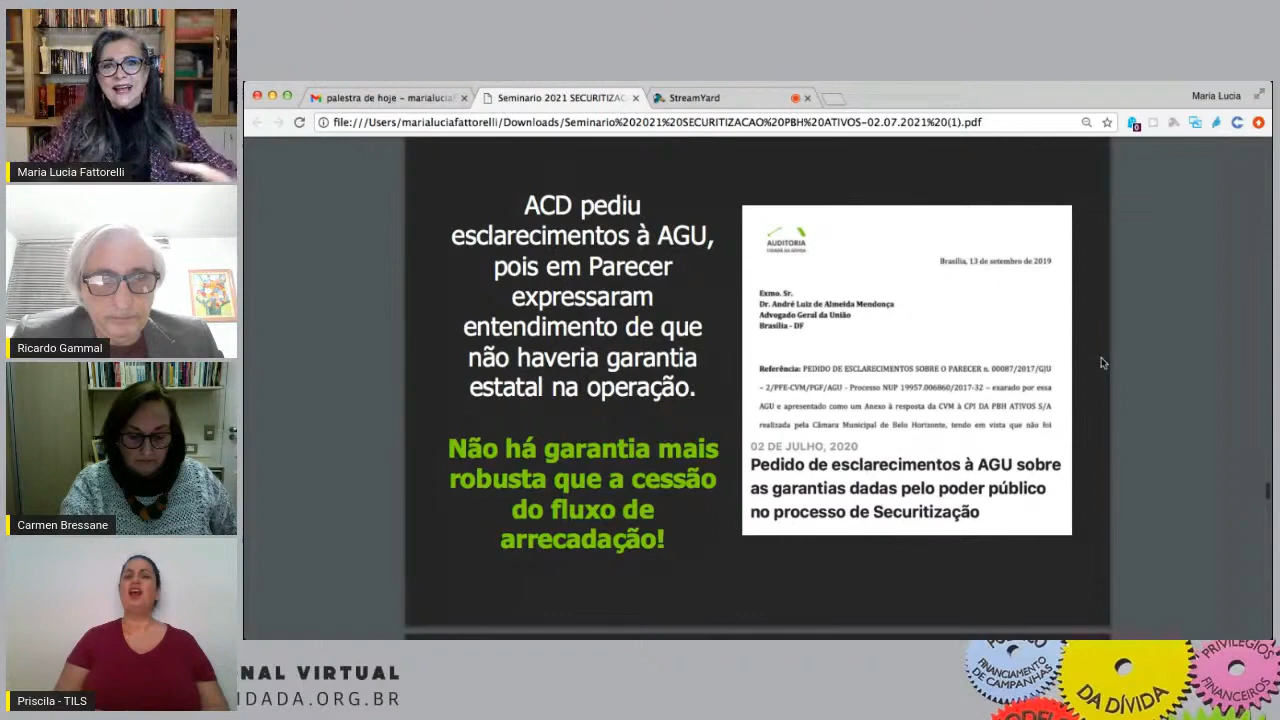 Maria Lucia Fattorelli
Ricardo Gammal
Carmen Bressane
Priscila - TILS
palestra de hoje – marialuciaf
Seminario 2021 SECURITIZAÇ
StreamYard
Maria Lucia
file:///Users/marialuciafattorelli/Downloads/Seminario%202021%20SECURITIZACAO%20PBH%20ATIVOS-02.07.2021%20(1).pdf
ACD pediu
esclarecimentos à AGU,
pois em Parecer
expressaram
entendimento de que
não haveria garantia
estatal na operação.
Não há garantia mais
robusta que a cessão
do fluxo de
arrecadação!
AUDITORIA
CIDADÃ DA DÍVIDA
Brasília, 13 de setembro de 2019
Exmo. Sr.
Dr. André Luiz de Almeida Mendonça
Advogado Geral da União
Brasília - DF
Referência: PEDIDO DE ESCLARECIMENTOS SOBRE O PARECER n. 00087/2017/GJU
– 2/PFE-CVM/PGF/AGU - Processo NUP 19957.006860/2017-32 – exarado por essa
AGU e apresentado como um Anexo à resposta da CVM à CPI DA PBH ATIVOS S/A
realizada pela Câmara Municipal de Belo Horizonte, tendo em vista que não foi
02 DE JULHO, 2020
Pedido de esclarecimentos à AGU sobre
as garantias dadas pelo poder público
no processo de Securitização
NAL VIRTUAL
IDADA.ORG.BR
FINANCIAMENTO
DE CAMPANHAS
DA DÍVIDA
PRIVILÉGIOS
FINANCEIROS